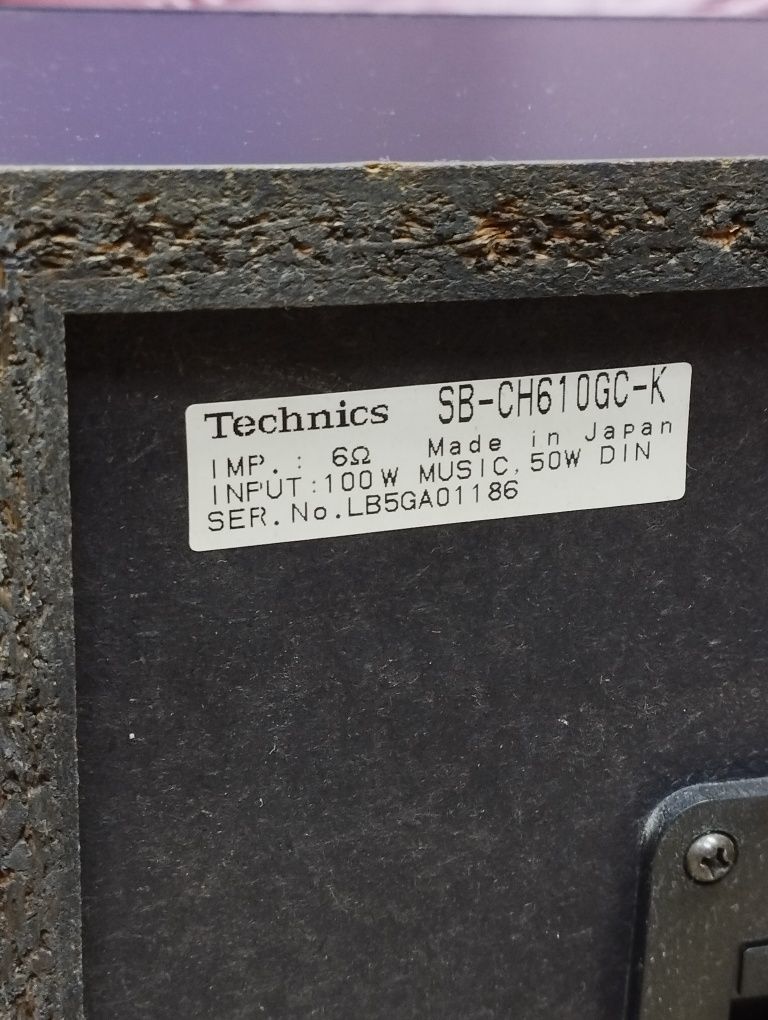 Technics SB-CH610GC-K
IMP.: 6Ω Made in Japan
INPUT:100W MUSIC, 50W DIN
SER.No.LB5GA01186